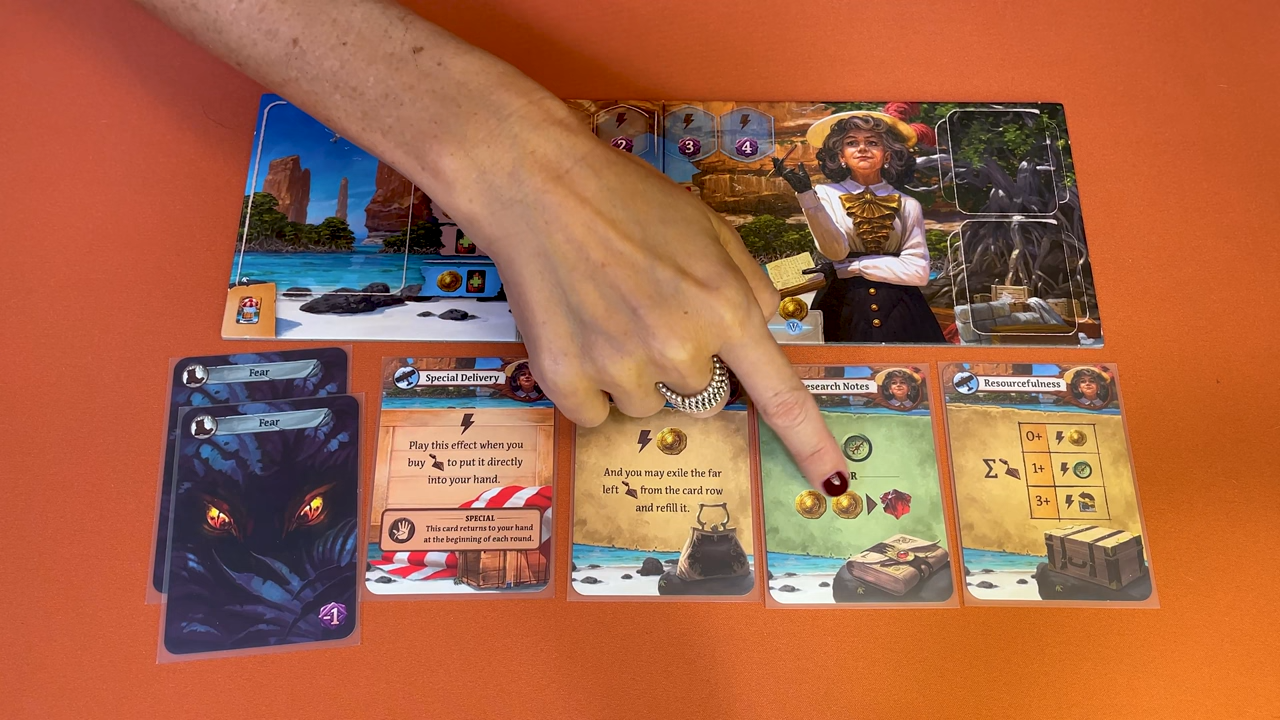 2
3
4
Fear
Fear
-1
Special Delivery
Play this effect when you
buy to put it directly
into your hand.
SPECIAL
This card returns to your hand
at the beginning of each round.
And you may exile the far
left from the card row
and refill it.
esearch Notes
OR
Resourcefulness
0+
Σ
1+
3+